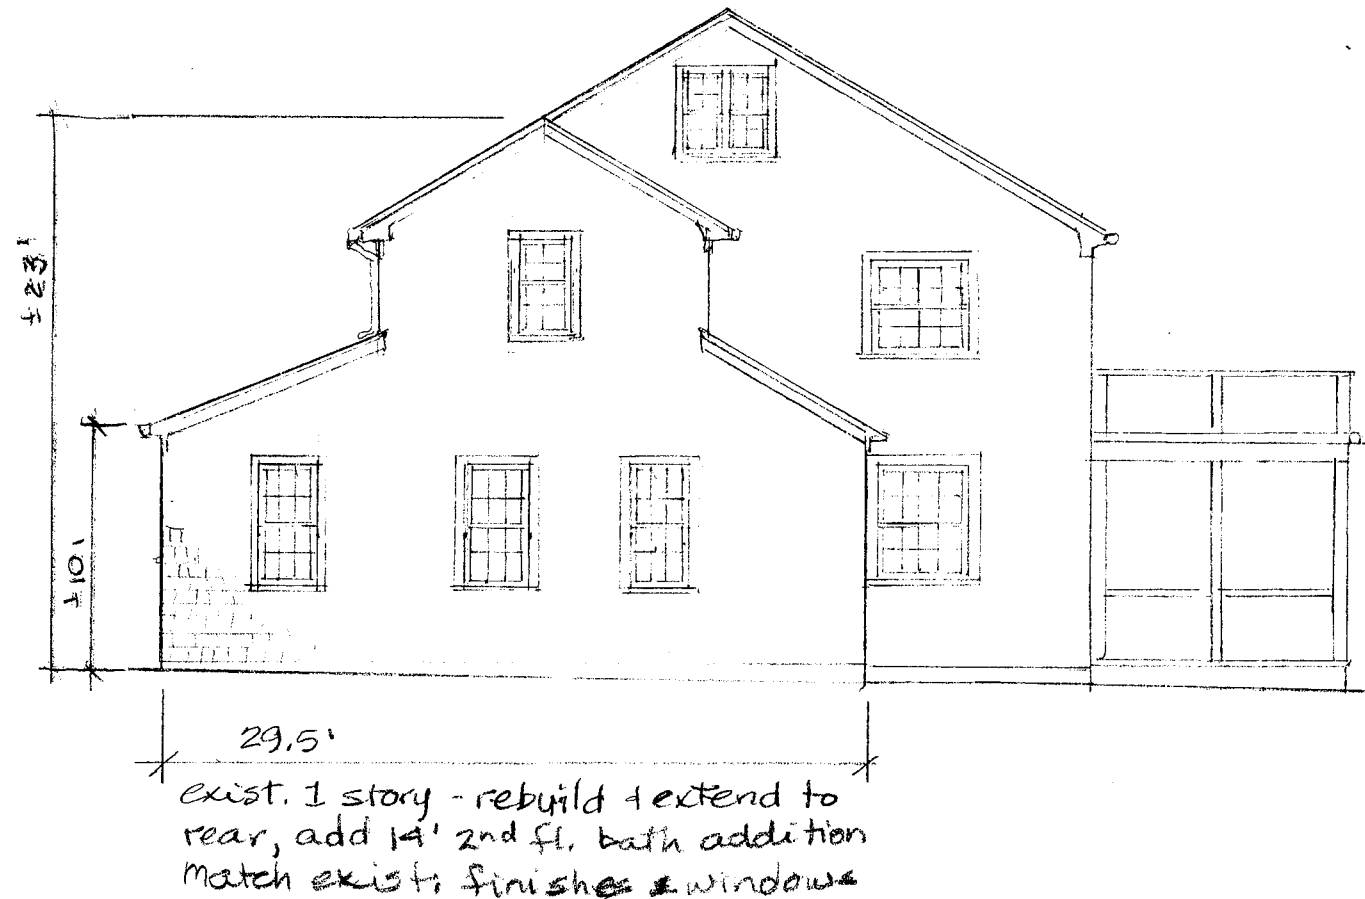 ±23'
±10'
29.5'
exist. 1 story - rebuild & extend to
rear, add 14' 2nd fl. bath addition
Match exist. finishes & windows